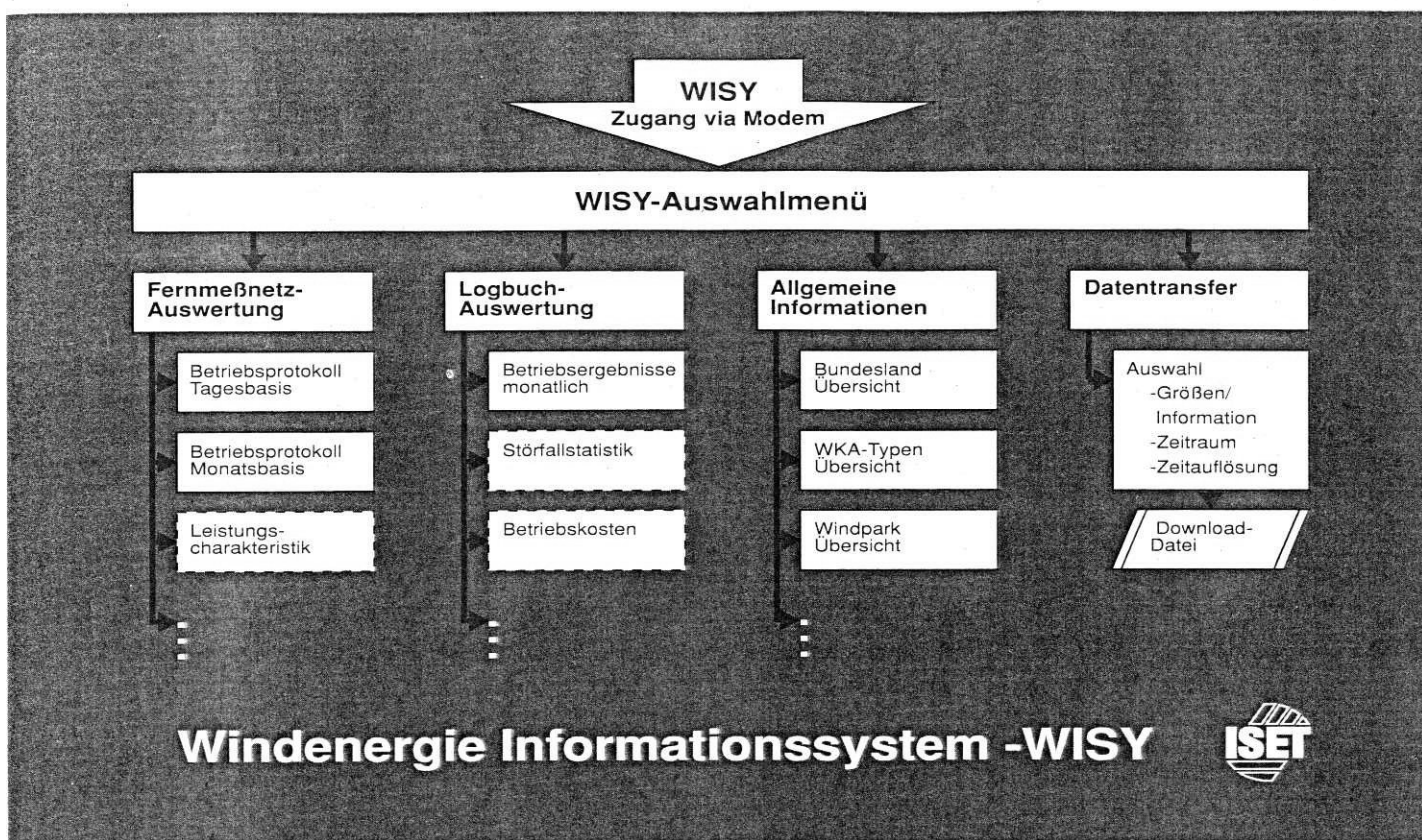 WISY
Zugang via Modem
WISY-Auswahlmenü
Fernmeßnetz-
Auswertung
Betriebsprotokoll
Tagesbasis
Betriebsprotokoll
Monatsbasis
Leistungs-
charakteristik
Logbuch-
Auswertung
Betriebsergebnisse
monatlich
Störfallstatistik
Betriebskosten
Allgemeine
Informationen
Bundesland
Übersicht
WKA-Typen
Übersicht
Windpark
Übersicht
Datentransfer
Auswahl
-Größen/
Information
-Zeitraum
-Zeitauflösung
Download-
Datei
Windenergie Informationssystem -WISY
ISET